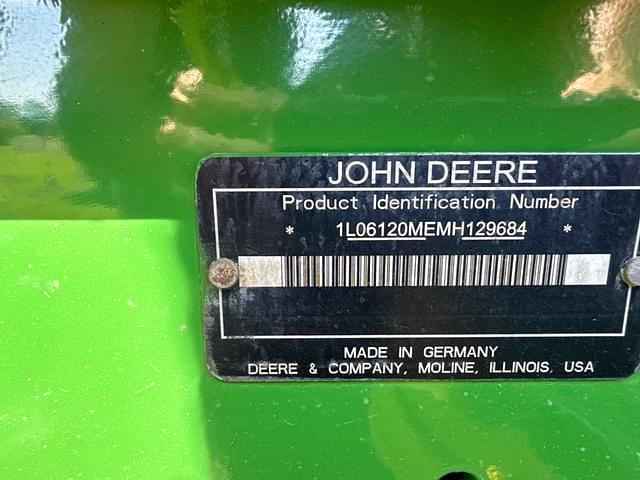 JOHN DEERE
Product Identification Number
* 1L06120MEMH129684 *
MADE IN GERMANY
DEERE & COMPANY, MOLINE, ILLINOIS, USA